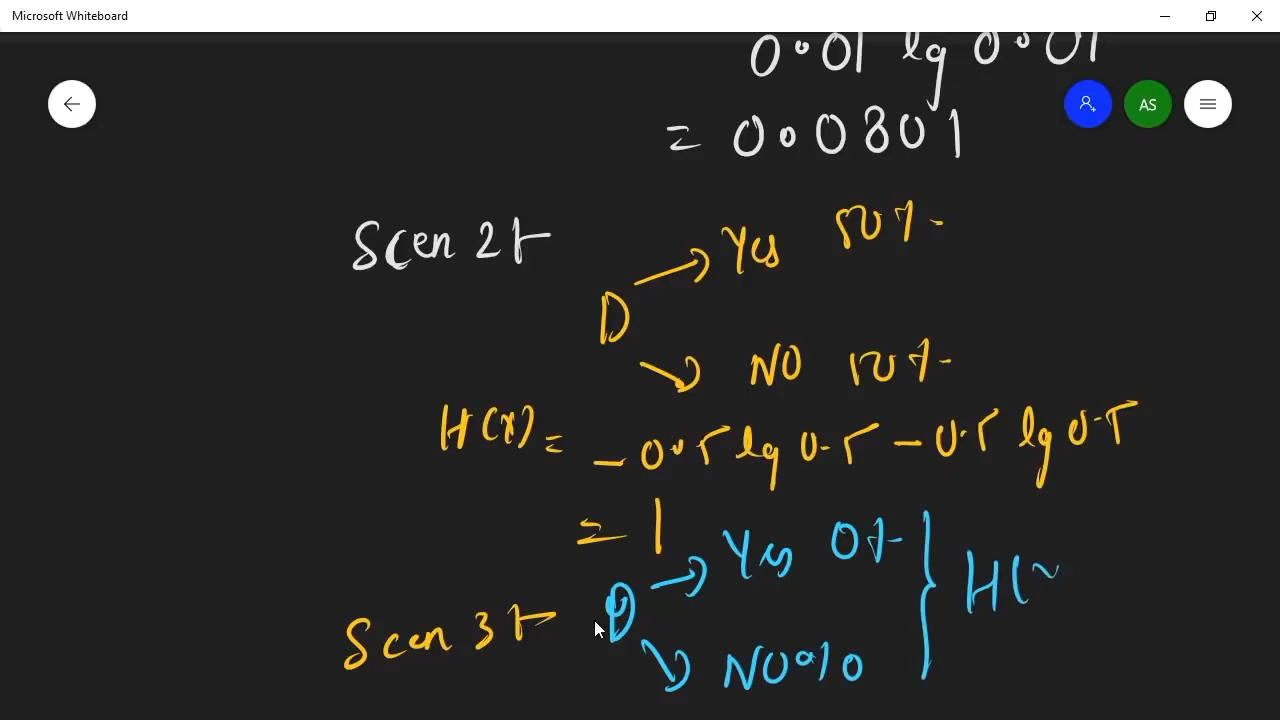 Microsoft Whiteboard
0.01 lg 0.01
AS
= 0.0801
Scen 2:-
Yes 50%
D
NO 50%
H(X) = -0.5 lg 0.5 - 0.5 lg 0.5
= 1
Yes 0%
Scen 3:- D H(
NO